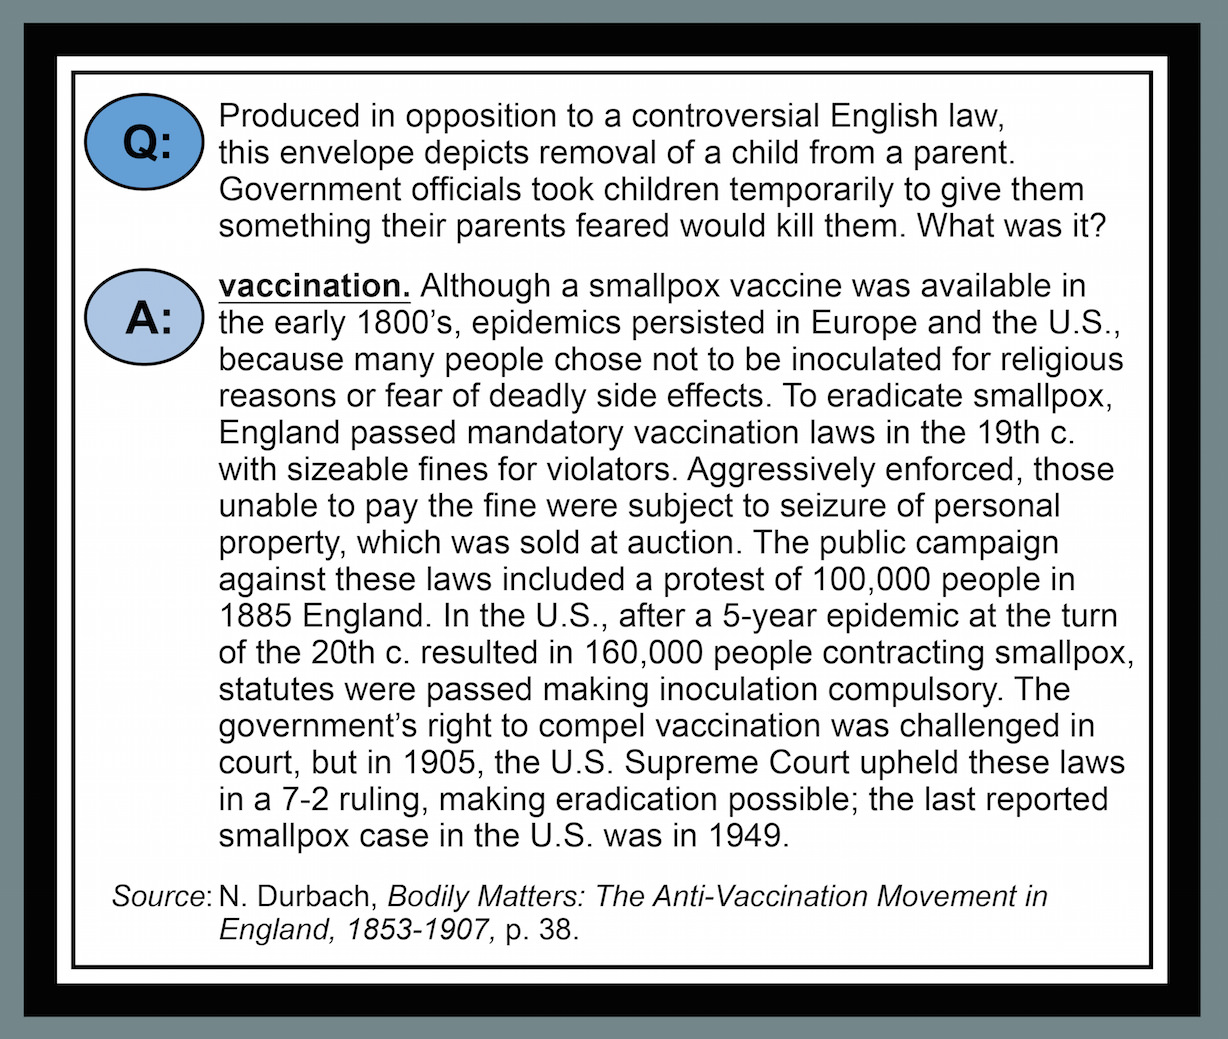 Q:
Produced in opposition to a controversial English law,
this envelope depicts removal of a child from a parent.
Government officials took children temporarily to give them
something their parents feared would kill them. What was it?
A:
vaccination. Although a smallpox vaccine was available in
the early 1800’s, epidemics persisted in Europe and the U.S.,
because many people chose not to be inoculated for religious
reasons or fear of deadly side effects. To eradicate smallpox,
England passed mandatory vaccination laws in the 19th c.
with sizeable fines for violators. Aggressively enforced, those
unable to pay the fine were subject to seizure of personal
property, which was sold at auction. The public campaign
against these laws included a protest of 100,000 people in
1885 England. In the U.S., after a 5-year epidemic at the turn
of the 20th c. resulted in 160,000 people contracting smallpox,
statutes were passed making inoculation compulsory. The
government’s right to compel vaccination was challenged in
court, but in 1905, the U.S. Supreme Court upheld these laws
in a 7-2 ruling, making eradication possible; the last reported
smallpox case in the U.S. was in 1949.
Source: N. Durbach, Bodily Matters: The Anti-Vaccination Movement in
England, 1853-1907, p. 38.